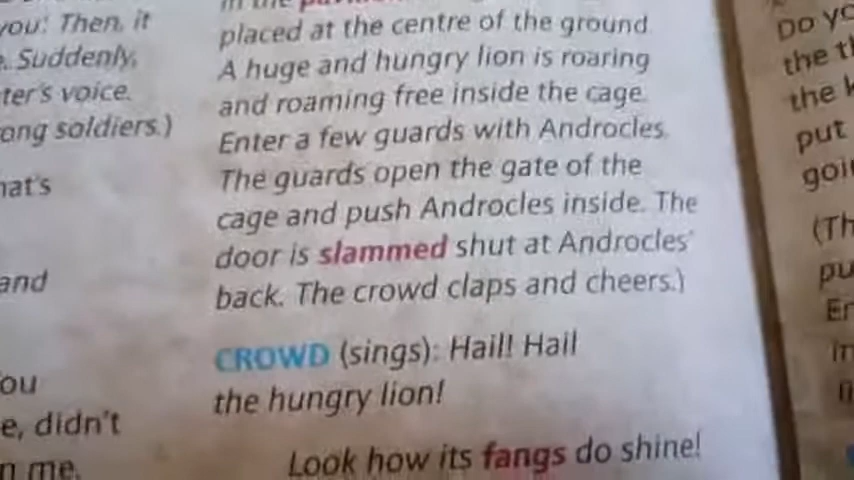 you: Then, it
e. Suddenly,
ter's voice.
ong soldiers.)
hat's
and
ou
e, didn't
n me.
placed at the centre of the ground.
A huge and hungry lion is roaring
and roaming free inside the cage.
Enter a few guards with Androcles.
The guards open the gate of the
cage and push Androcles inside. The
door is slammed shut at Androcles'
back. The crowd claps and cheers.)
CROWD (sings): Hail! Hail
the hungry lion!
Look how its fangs do shine!
Do yo
the t
the k
put
goi
(Th
pu
En
in